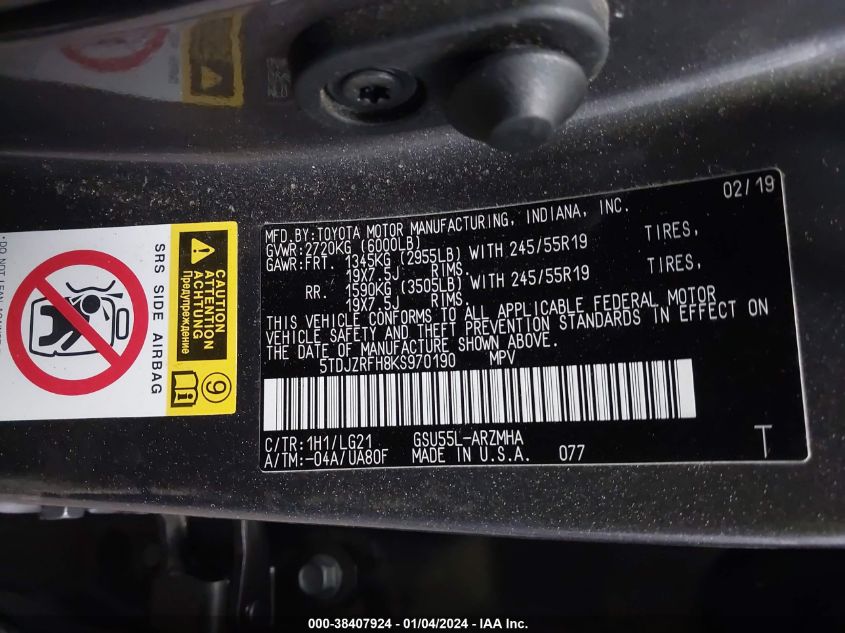 02/19
MFD.BY:TOYOTA MOTOR MANUFACTURING, INDIANA, INC.
GVWR:2720KG (6000LB)
GAWR:FRT. 1345KG (2955LB) WITH 245/55R19 TIRES,
19X7.5J RIMS.
RR. 1590KG (3505LB) WITH 245/55R19 TIRES,
19X7.5J RIMS.
THIS VEHICLE CONFORMS TO ALL APPLICABLE FEDERAL MOTOR
VEHICLE SAFETY AND THEFT PREVENTION STANDARDS IN EFFECT ON
THE DATE OF MANUFACTURE SHOWN ABOVE.
5TDJZRFH8KS970190 MPV
C/TR:1H1/LG21 GSU55L-ARZMHA
A/TM:-04A/UA80F MADE IN U.S.A. 077 T
SRS SIDE AIRBAG
CAUTION
ATTENTION
ACHTUNG
Предупреждение
9
000-38407924 - 01/04/2024 - IAA Inc.